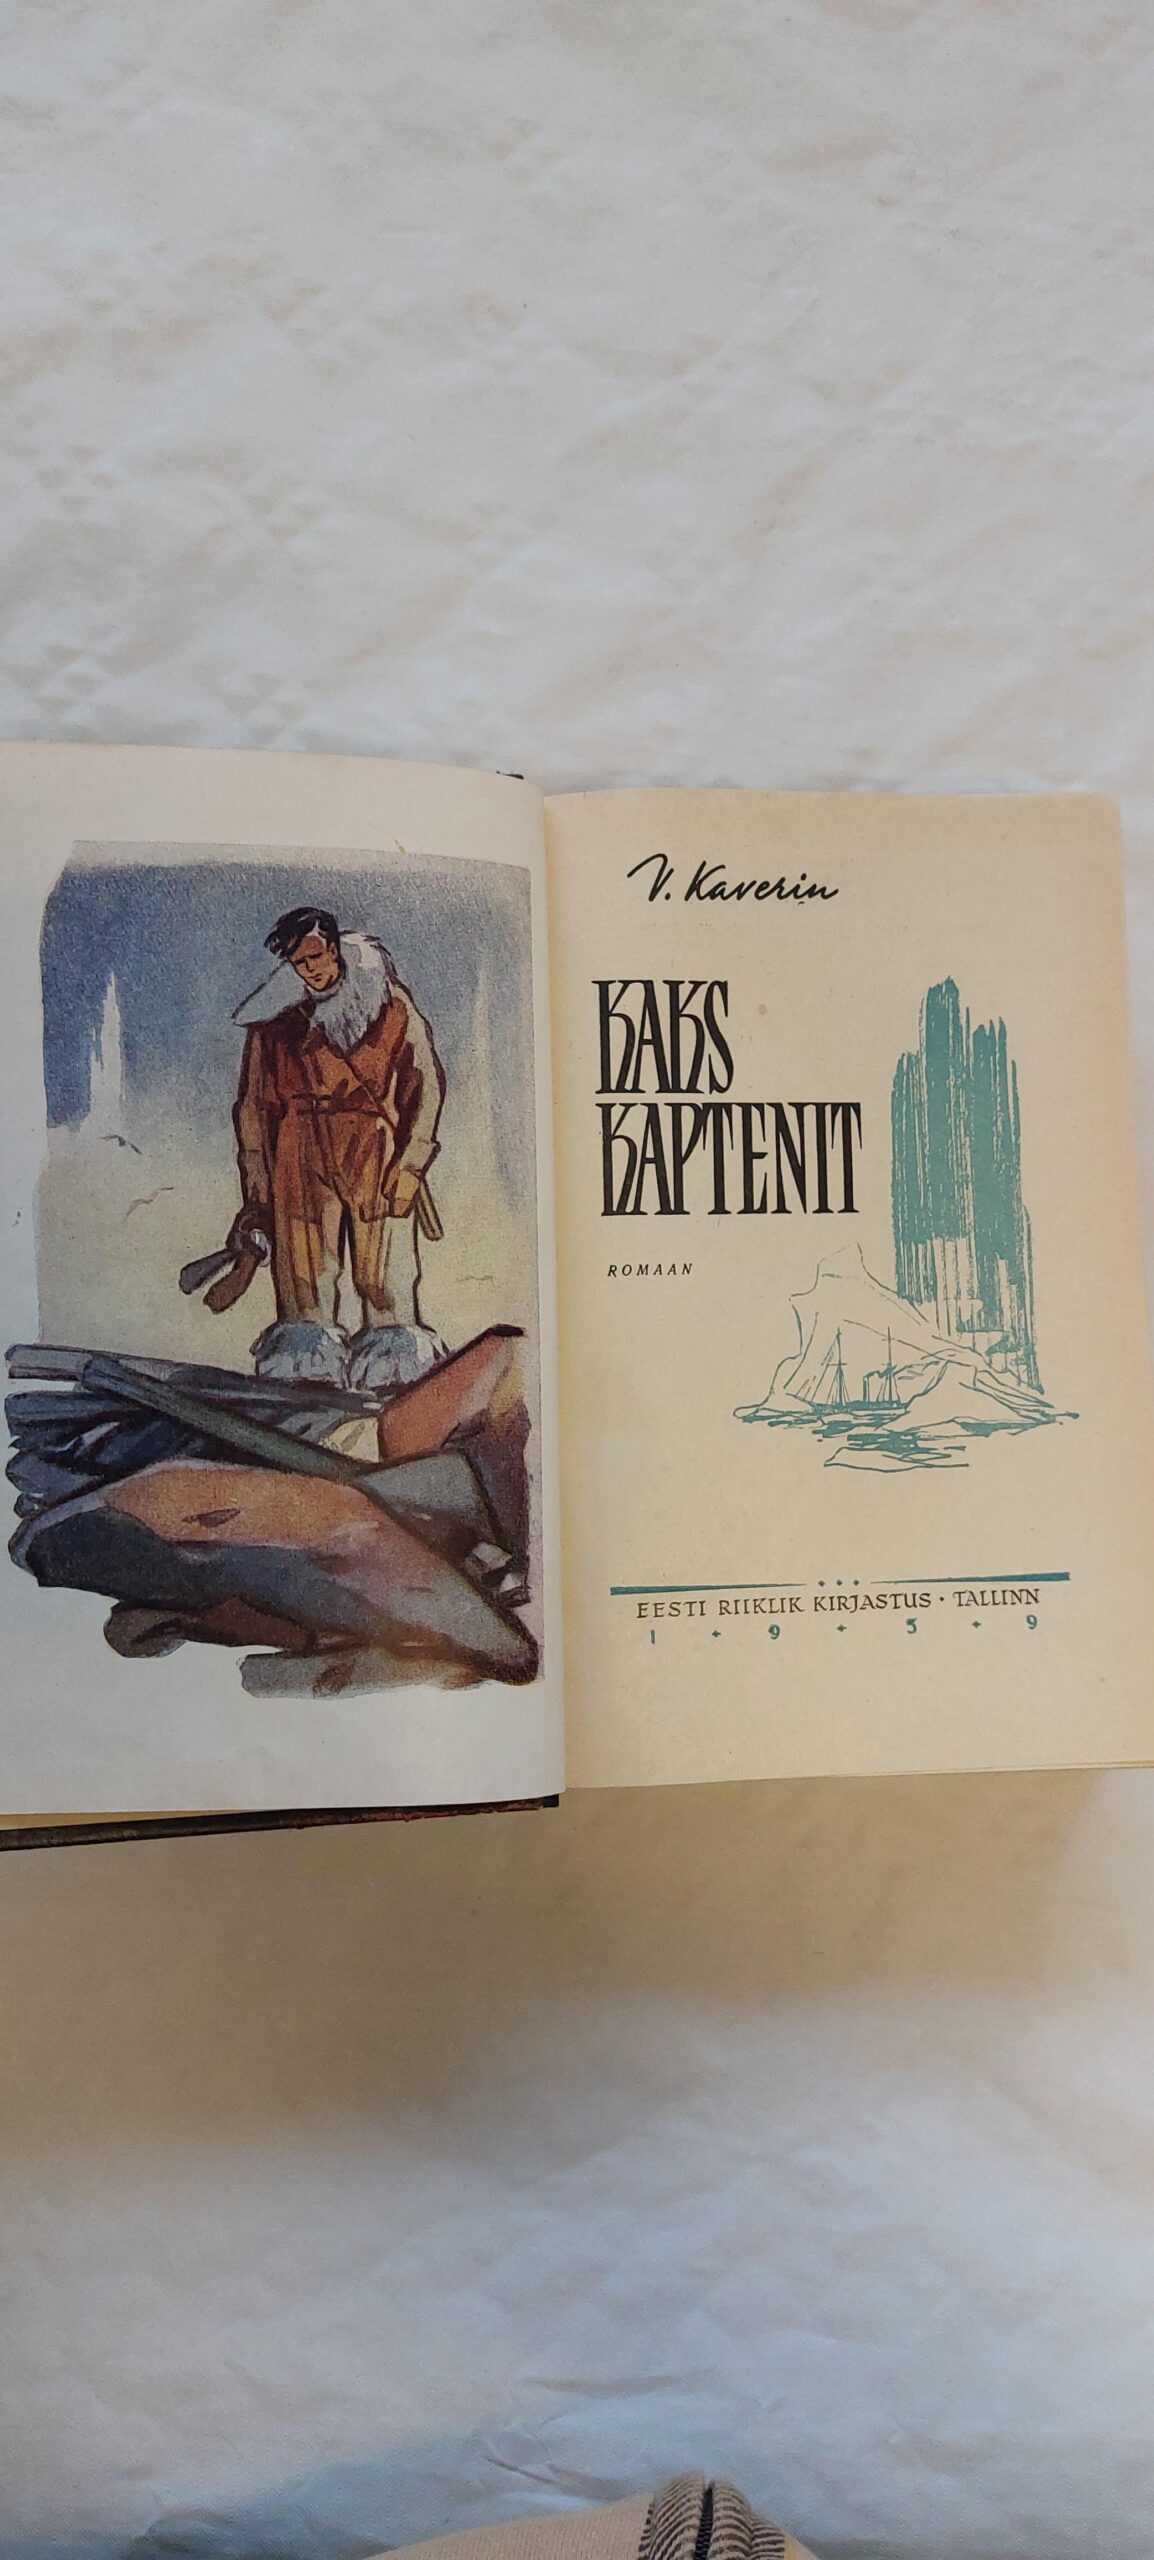 V. Kaverin
KAKS
KAPTENIT
ROMAAN
EESTI RIIKLIK KIRJASTUS • TALLINN
1 • 9 • 5 • 9